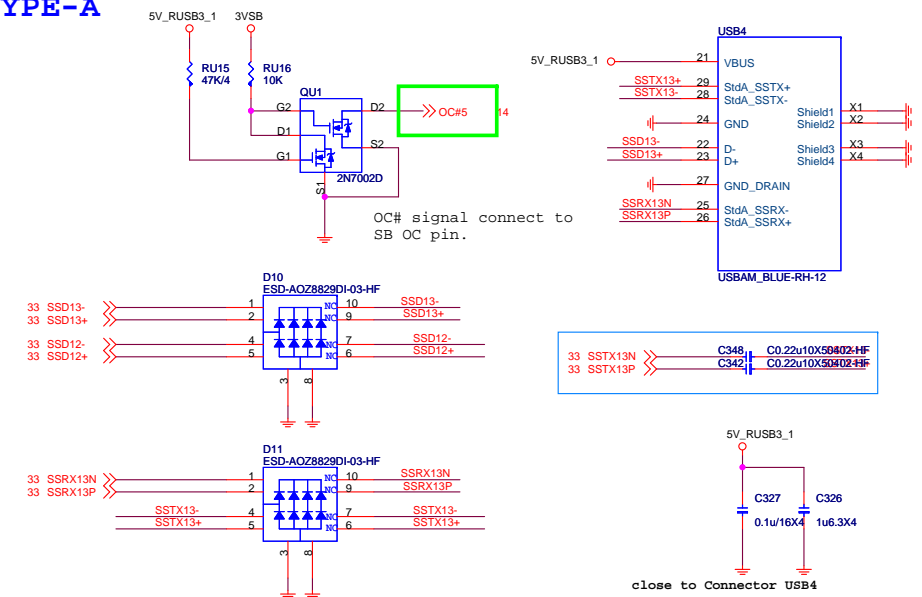 YPE-A
5V_RUSB3_1
3VSB
RU15
47K/4
RU16
10K
QU1
G2
D2
D1
S2
G1
S1
2N7002D
OC#5
14
OC# signal connect to
SB OC pin.
USB4
5V_RUSB3_1
21
VBUS
SSTX13+
29
StdA_SSTX+
SSTX13-
28
StdA_SSTX-
24
GND
SSD13-
22
D-
SSD13+
23
D+
27
GND_DRAIN
SSRX13N
25
StdA_SSRX-
SSRX13P
26
StdA_SSRX+
Shield1
X1
Shield2
X2
Shield3
X3
Shield4
X4
USBAM_BLUE-RH-12
D10
ESD-AOZ8829DI-03-HF
33 SSD13-
1
NC
10
SSD13-
33 SSD13+
2
9
SSD13+
33 SSD12-
4
NC
7
SSD12-
33 SSD12+
5
NC
6
SSD12+
3
8
33 SSTX13N
C348
C0.22u10X50402-HF
33 SSTX13P
C342
C0.22u10X50402-HF
D11
ESD-AOZ8829DI-03-HF
33 SSRX13N
1
NC
10
SSRX13N
33 SSRX13P
2
NC
9
SSRX13P
SSTX13-
4
NC
7
SSTX13-
SSTX13+
5
NC
6
SSTX13+
3
8
5V_RUSB3_1
C327
0.1u/16X4
C326
1u6.3X4
close to Connector USB4